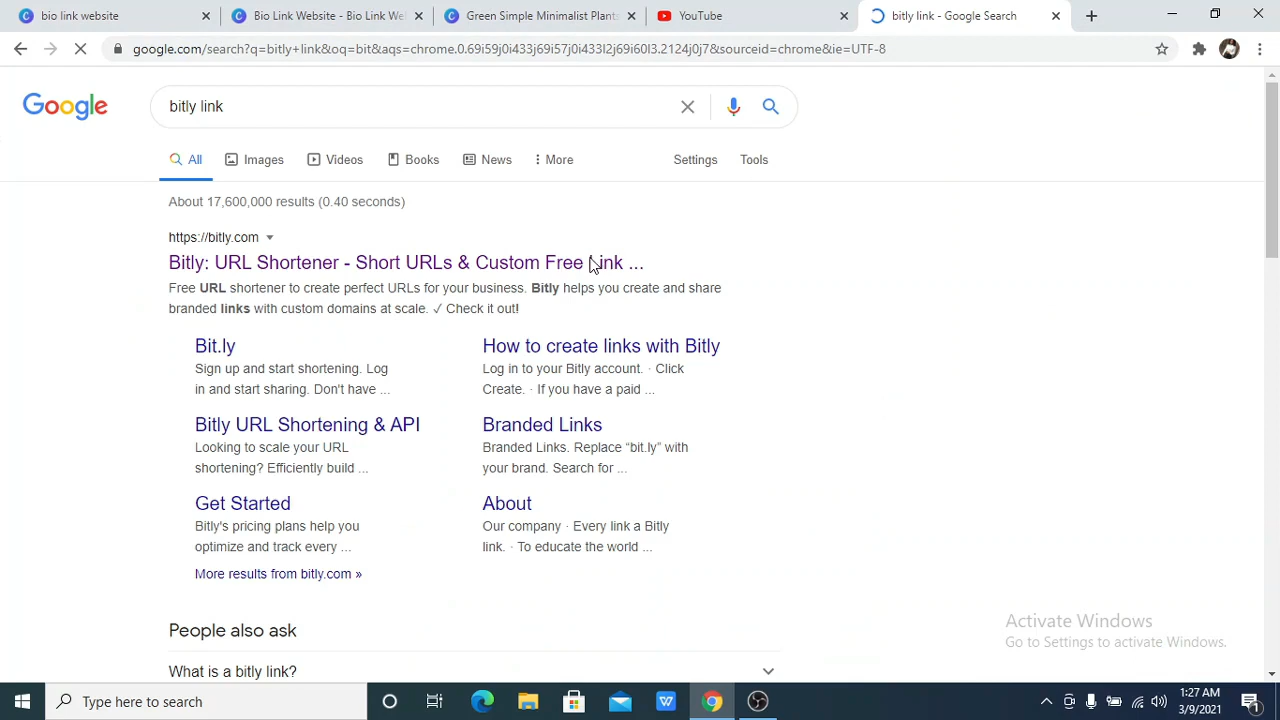 bio link website
Bio Link Website - Bio Link We
Green Simple Minimalist Plant
YouTube
bitly link - Google Search
google.com/search?q=bitly+link&oq=bit&aqs=chrome.0.69i59j0i433j69i57j0i433l2j69i60l3.2124j0j7&sourceid=chrome&ie=UTF-8
Google
bitly link
All
Images
Videos
Books
News
More
Settings
Tools
About 17,600,000 results (0.40 seconds)
https://bitly.com
Bitly: URL Shortener - Short URLs & Custom Free Link ...
Free URL shortener to create perfect URLs for your business. Bitly helps you create and share
branded links with custom domains at scale. ✓ Check it out!
Bit.ly
Sign up and start shortening. Log
in and start sharing. Don't have ...
How to create links with Bitly
Log in to your Bitly account. · Click
Create. · If you have a paid ...
Bitly URL Shortening & API
Looking to scale your URL
shortening? Efficiently build ...
Branded Links
Branded Links. Replace “bit.ly” with
your brand. Search for ...
Get Started
Bitly's pricing plans help you
optimize and track every ...
About
Our company · Every link a Bitly
link. · To educate the world ...
More results from bitly.com »
People also ask
What is a bitly link?
Activate Windows
Go to Settings to activate Windows.
Type here to search
1:27 AM
3/9/2021
1